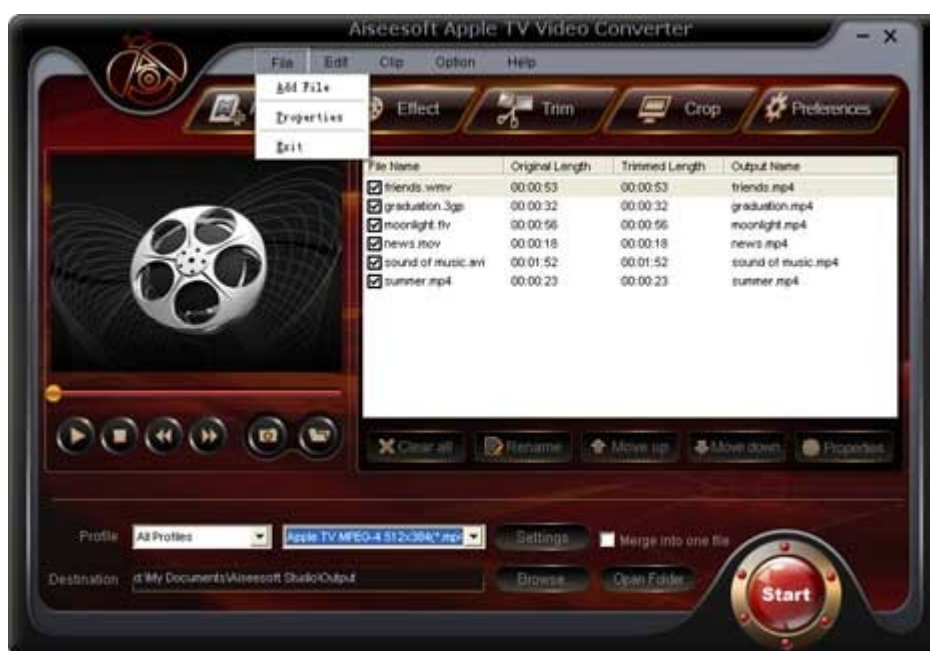 Aiseesoft Apple TV Video Converter
File Edit Clip Option Help
Add File
Properties
Exit
Effect Trim Crop Preferences
File Name Original Length Trimmed Length Output Name
friends.wmv 00:00:53 00:00:53 friends.mp4
graduation.3gp 00:00:32 00:00:32 graduation.mp4
moonlight.flv 00:00:56 00:00:56 moonlight.mp4
news.mov 00:00:18 00:00:18 news.mp4
sound of music.avi 00:01:52 00:01:52 sound of music.mp4
summer.mp4 00:00:23 00:00:23 summer.mp4
Clear all Rename Move up Move down Properties
Profile All Profiles Apple TV MPEG-4 512x384(*.mp Settings Merge into one file
Destination d:\My Documents\Aiseesoft Studio\Output Browse Open Folder
Start